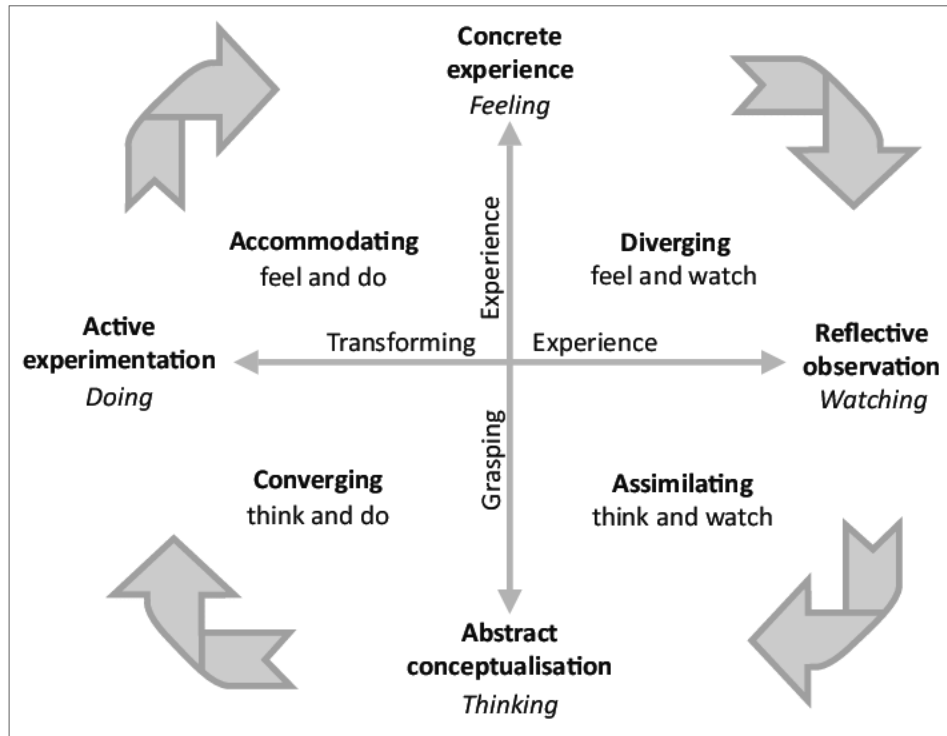 Concrete
experience
Feeling
Accommodating
feel and do
Experience
Diverging
feel and watch
Active
experimentation
Doing
Transforming
Experience
Reflective
observation
Watching
Converging
think and do
Grasping
Assimilating
think and watch
Abstract
conceptualisation
Thinking